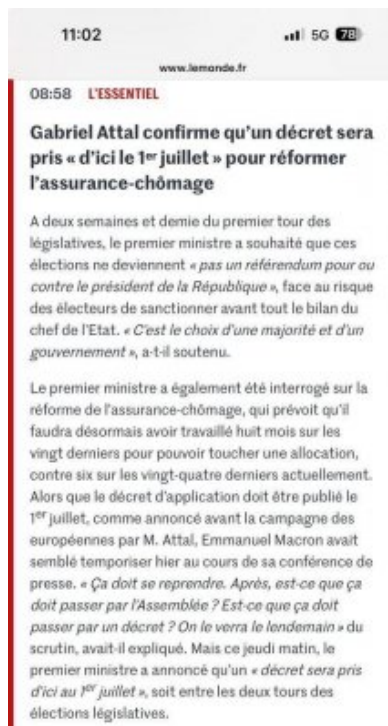 11:02
5G 78
www.lemonde.fr
08:58 L'ESSENTIEL
Gabriel Attal confirme qu'un décret sera
pris « d'ici le 1er juillet » pour réformer
l'assurance-chômage
A deux semaines et demie du premier tour des
législatives, le premier ministre a souhaité que ces
élections ne deviennent « pas un référendum pour ou
contre le président de la République », face au risque
des électeurs de sanctionner avant tout le bilan du
chef de l'Etat. « C'est le choix d'une majorité et d'un
gouvernement », a-t-il soutenu.
Le premier ministre a également été interrogé sur la
réforme de l'assurance-chômage, qui prévoit qu'il
faudra désormais avoir travaillé huit mois sur les
vingt derniers pour pouvoir toucher une allocation,
contre six sur les vingt-quatre derniers actuellement.
Alors que le décret d'application doit être publié le
1er juillet, comme annoncé avant la campagne des
européennes par M. Attal, Emmanuel Macron avait
semblé temporiser hier au cours de sa conférence de
presse. « Ça doit se reprendre. Après, est-ce que ça
doit passer par l'Assemblée ? Est-ce que ça doit
passer par un décret ? On le verra le lendemain » du
scrutin, avait-il expliqué. Mais ce jeudi matin, le
premier ministre a annoncé qu'un « décret sera pris
d'ici au 1er juillet », soit entre les deux tours des
élections législatives.